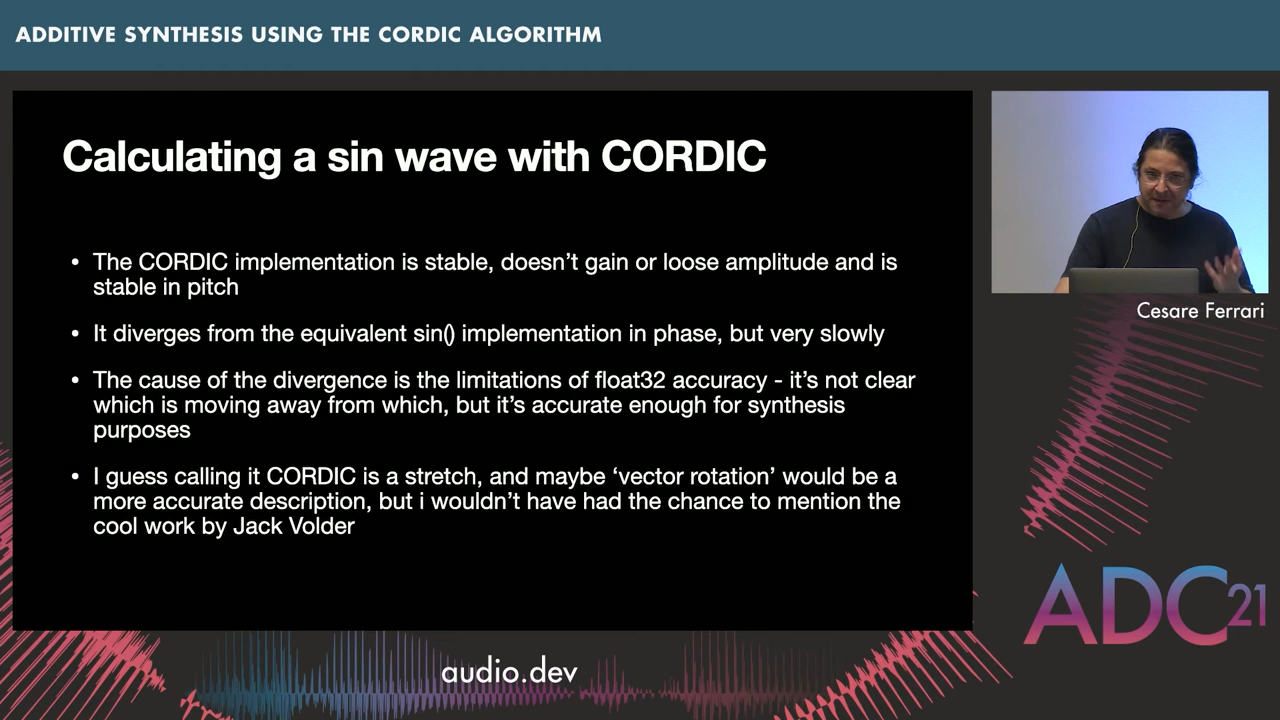 ADDITIVE SYNTHESIS USING THE CORDIC ALGORITHM
Calculating a sin wave with CORDIC
• The CORDIC implementation is stable, doesn’t gain or loose amplitude and is
stable in pitch
• It diverges from the equivalent sin() implementation in phase, but very slowly
• The cause of the divergence is the limitations of float32 accuracy - it’s not clear
which is moving away from which, but it’s accurate enough for synthesis
purposes
• I guess calling it CORDIC is a stretch, and maybe ‘vector rotation’ would be a
more accurate description, but i wouldn’t have had the chance to mention the
cool work by Jack Volder
Cesare Ferrari
ADC21
audio.dev